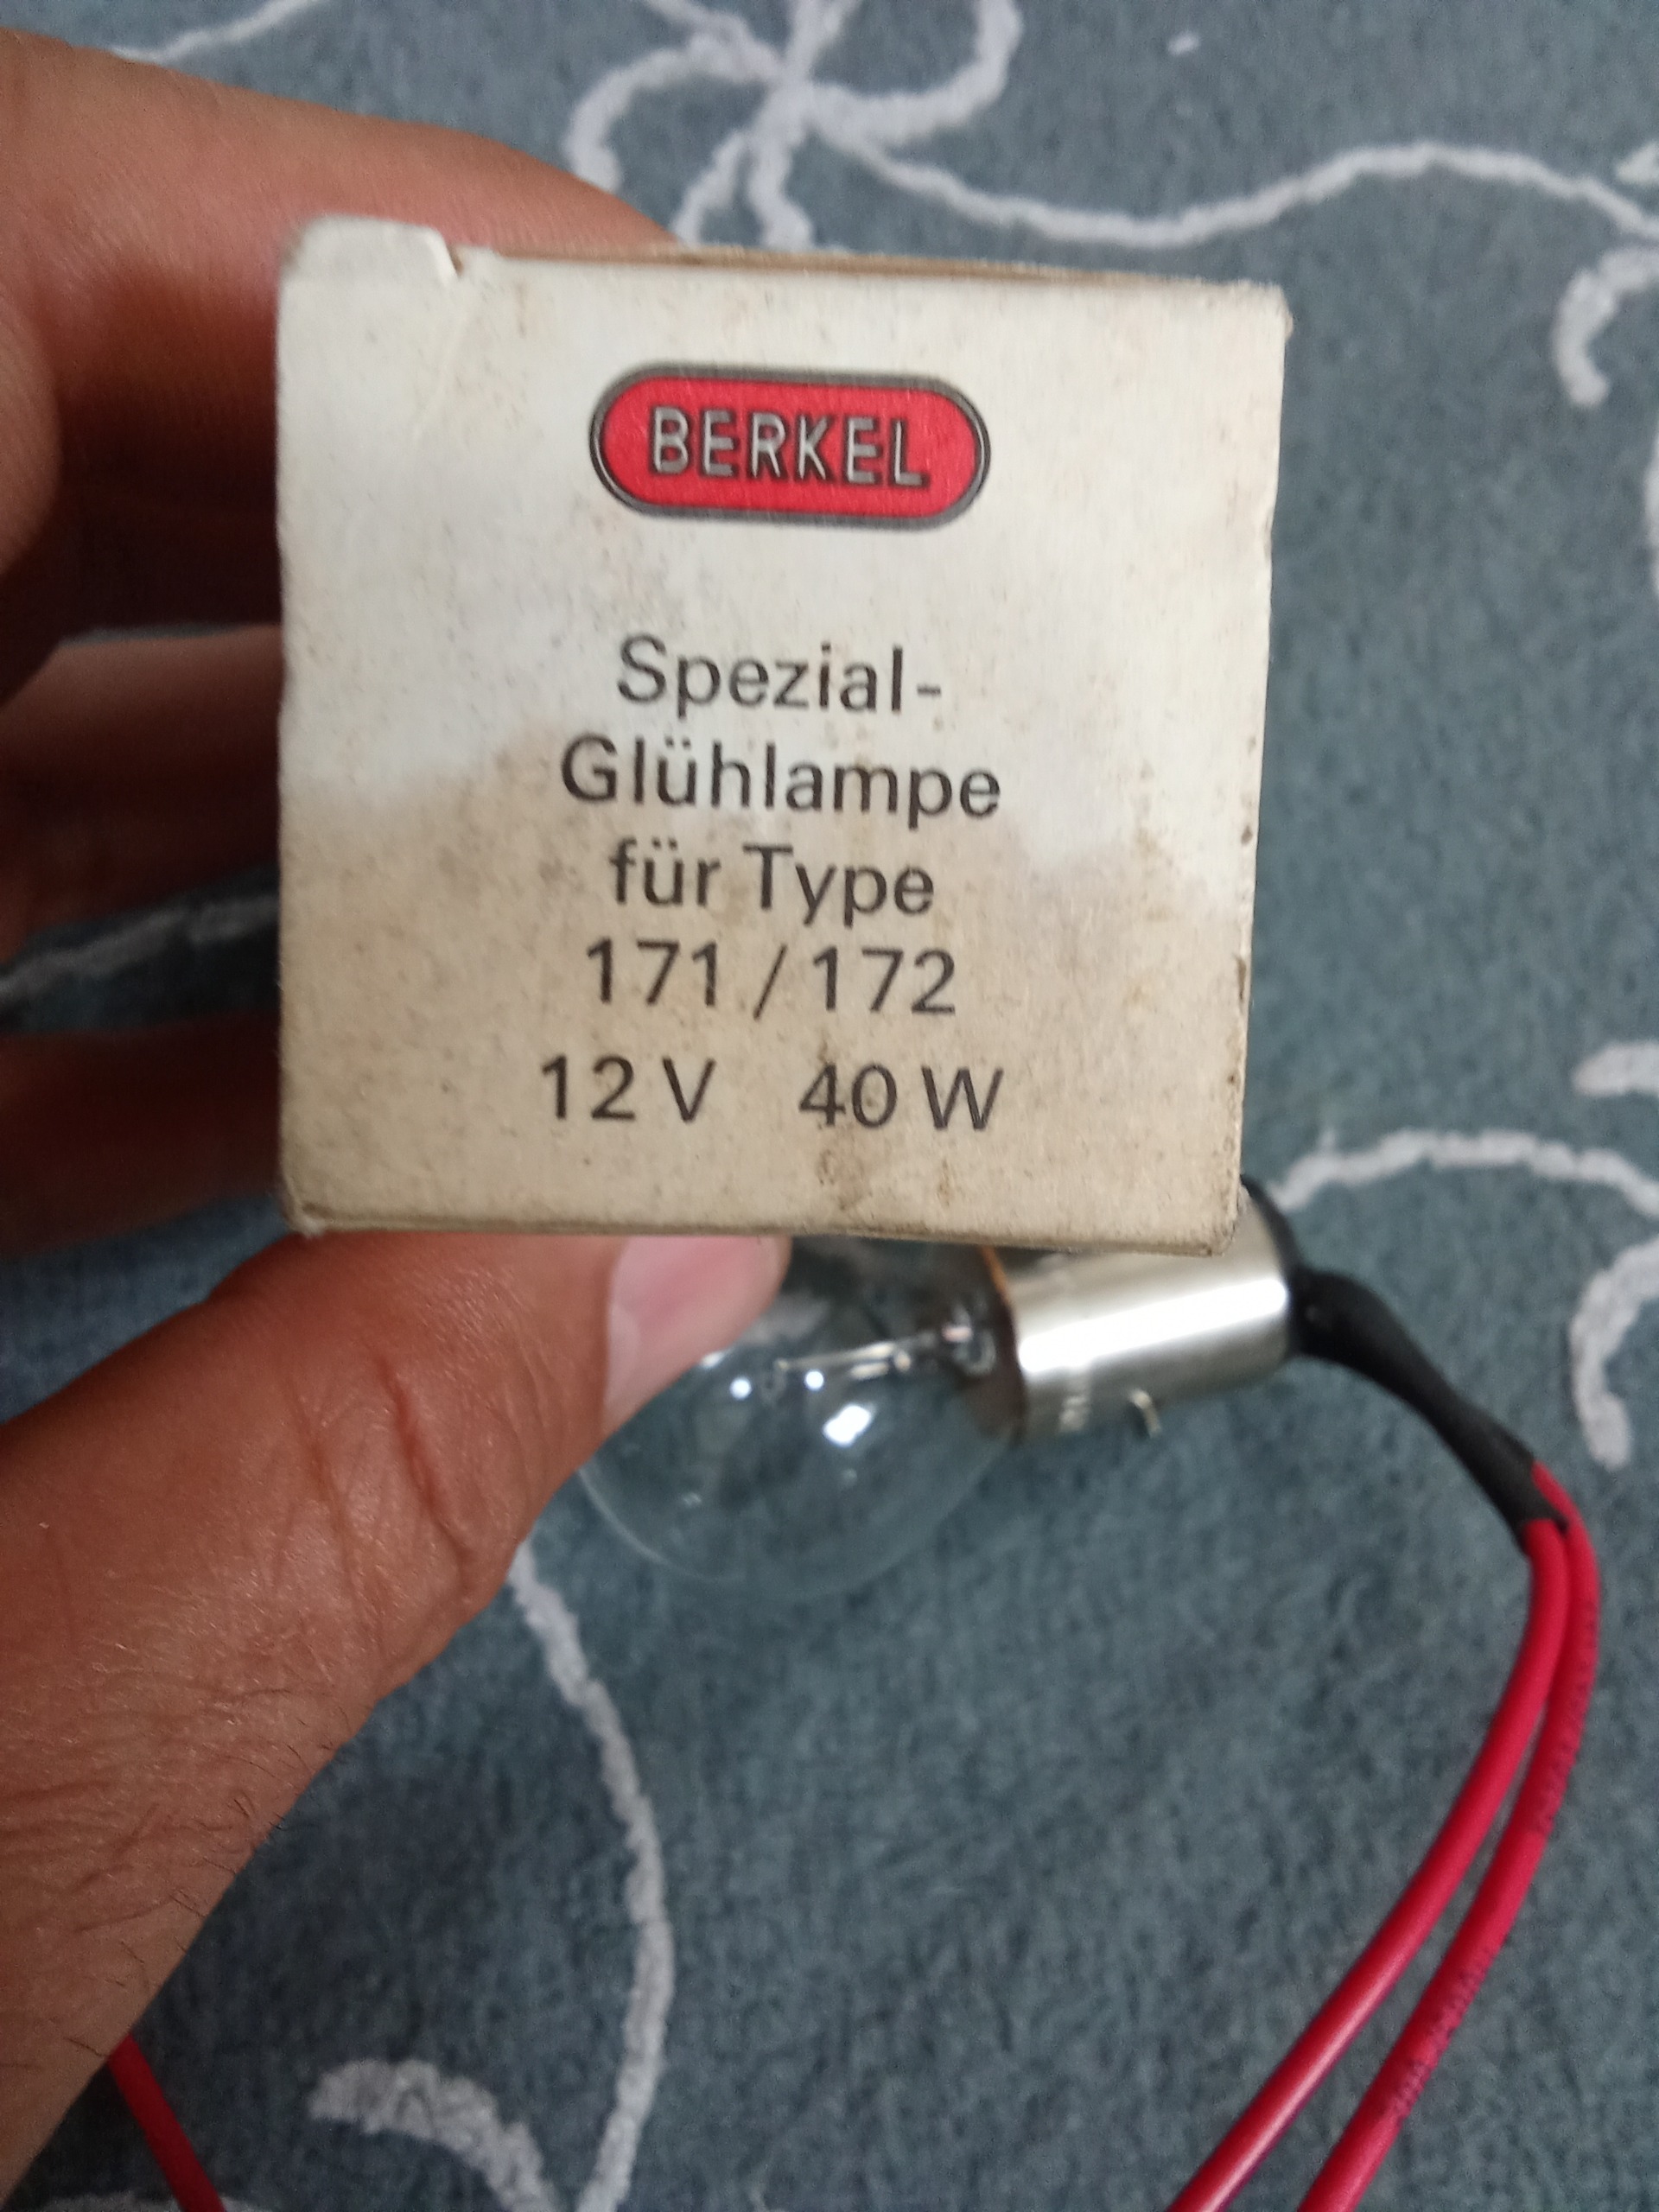 BERKEL
Spezial-
Glühlampe
für Type
171 / 172
12 V 40 W